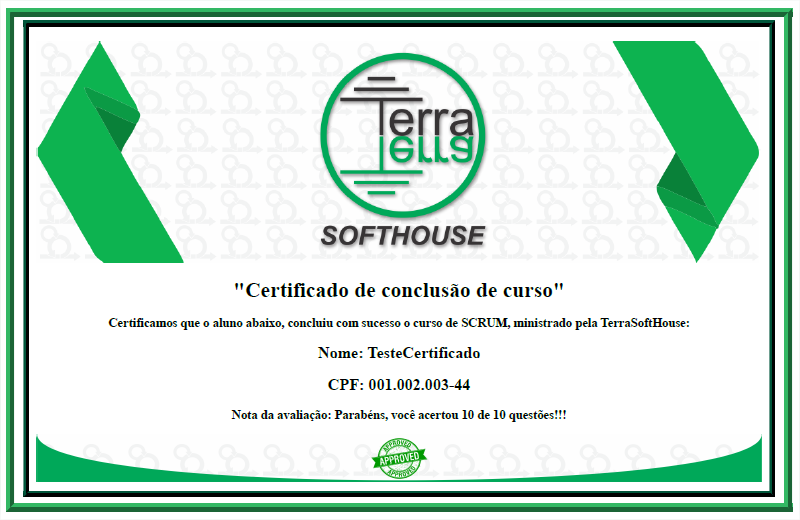 Terra
Terra
SOFTHOUSE
"Certificado de conclusão de curso"
Certificamos que o aluno abaixo, concluiu com sucesso o curso de SCRUM, ministrado pela TerraSoftHouse:
Nome: TesteCertificado
CPF: 001.002.003-44
Nota da avaliação: Parabéns, você acertou 10 de 10 questões!!!
APPROVED
APPROVED
APPROVED